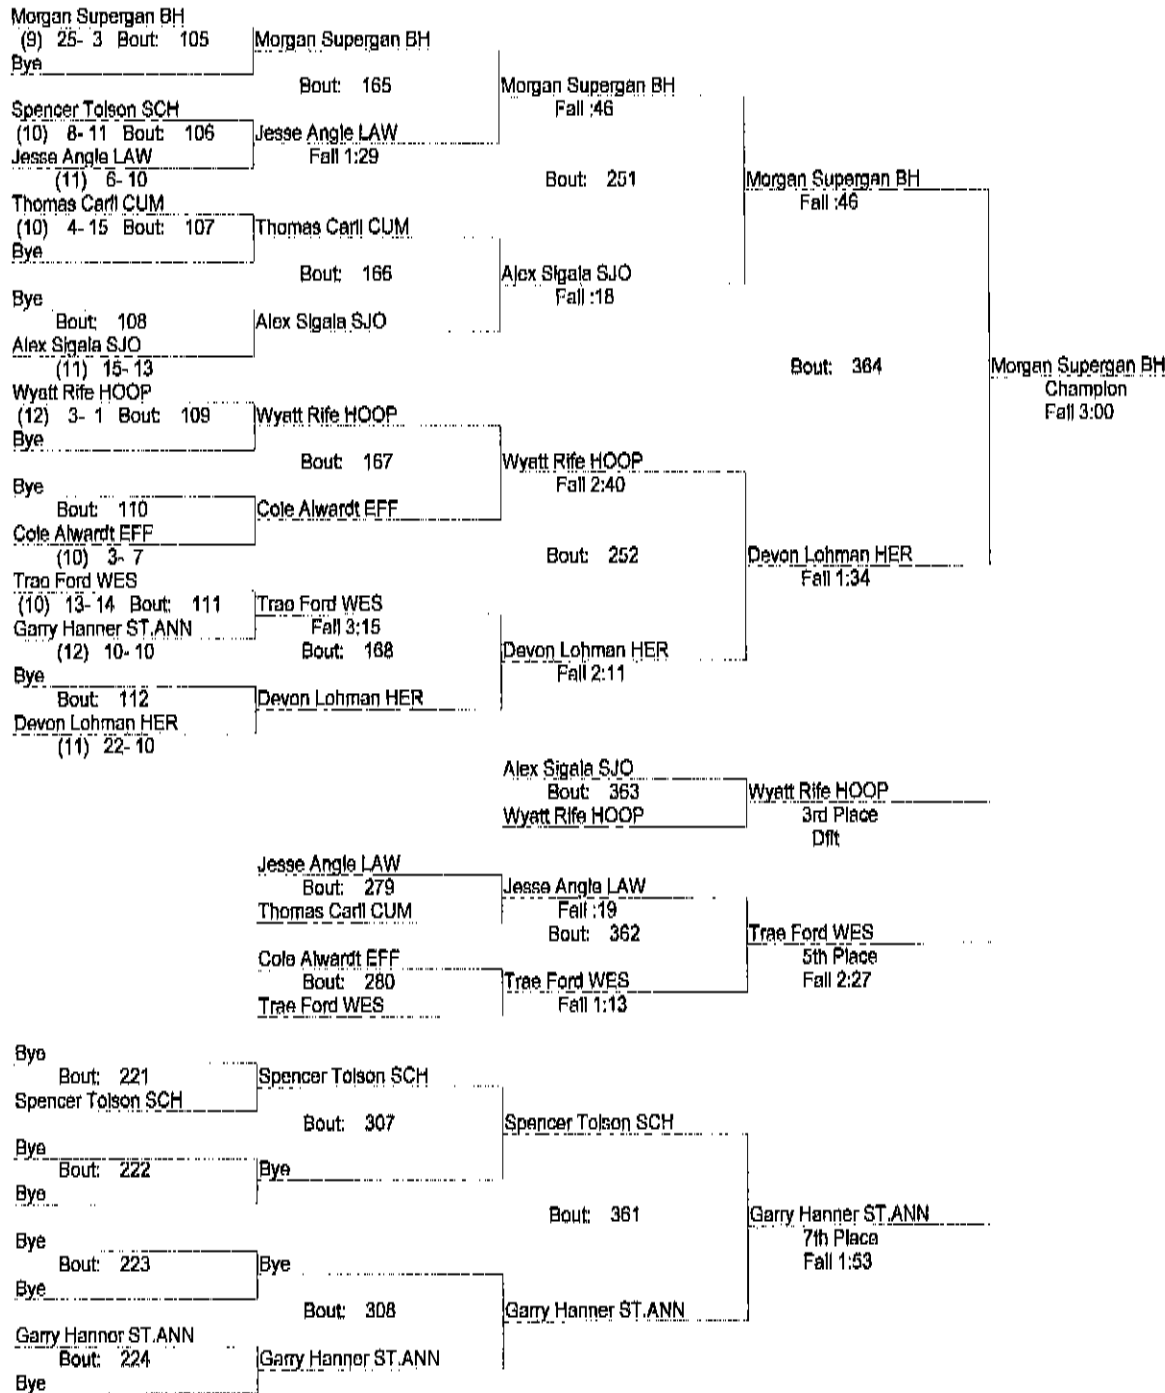 Morgan Supergan BH
(9) 25- 3 Bout: 105
Bye
Morgan Supergan BH
Bout: 165
Spencer Tolson SCH
(10) 8- 11 Bout: 106
Jesse Angle LAW
(11) 6- 10
Jesse Angle LAW
Fall 1:29
Morgan Supergan BH
Fall :46
Bout: 251
Thomas Carll CUM
(10) 4- 15 Bout: 107
Bye
Thomas Carll CUM
Bout: 166
Bye
Bout: 108
Alex Sigala SJO
(11) 15- 13
Alex Sigala SJO
Alex Sigala SJO
Fall :18
Morgan Supergan BH
Fall :46
Bout: 364
Morgan Supergan BH
Champion
Fall 3:00
Wyatt Rife HOOP
(12) 3- 1 Bout: 109
Bye
Wyatt Rife HOOP
Bout: 167
Bye
Bout: 110
Cole Alwardt EFF
(10) 3- 7
Cole Alwardt EFF
Wyatt Rife HOOP
Fall 2:40
Bout: 252
Trae Ford WES
(10) 13- 14 Bout: 111
Garry Hanner ST.ANN
(12) 10- 10
Trae Ford WES
Fall 3:15
Bout: 168
Bye
Bout: 112
Devon Lohman HER
(11) 22- 10
Devon Lohman HER
Devon Lohman HER
Fall 2:11
Devon Lohman HER
Fall 1:34
Alex Sigala SJO
Bout: 363
Wyatt Rife HOOP
Wyatt Rife HOOP
3rd Place
Dflt
Jesse Angle LAW
Bout: 279
Thomas Carll CUM
Jesse Angle LAW
Fall :19
Bout: 362
Cole Alwardt EFF
Bout: 280
Trae Ford WES
Trae Ford WES
Fall 1:13
Trae Ford WES
5th Place
Fall 2:27
Bye
Bout: 221
Spencer Tolson SCH
Spencer Tolson SCH
Bout: 307
Bye
Bout: 222
Bye
Bye
Spencer Tolson SCH
Bout: 361
Bye
Bout: 223
Bye
Bye
Bout: 308
Garry Hanner ST.ANN
Bout: 224
Bye
Garry Hanner ST.ANN
Garry Hanner ST.ANN
Garry Hanner ST.ANN
7th Place
Fall 1:53